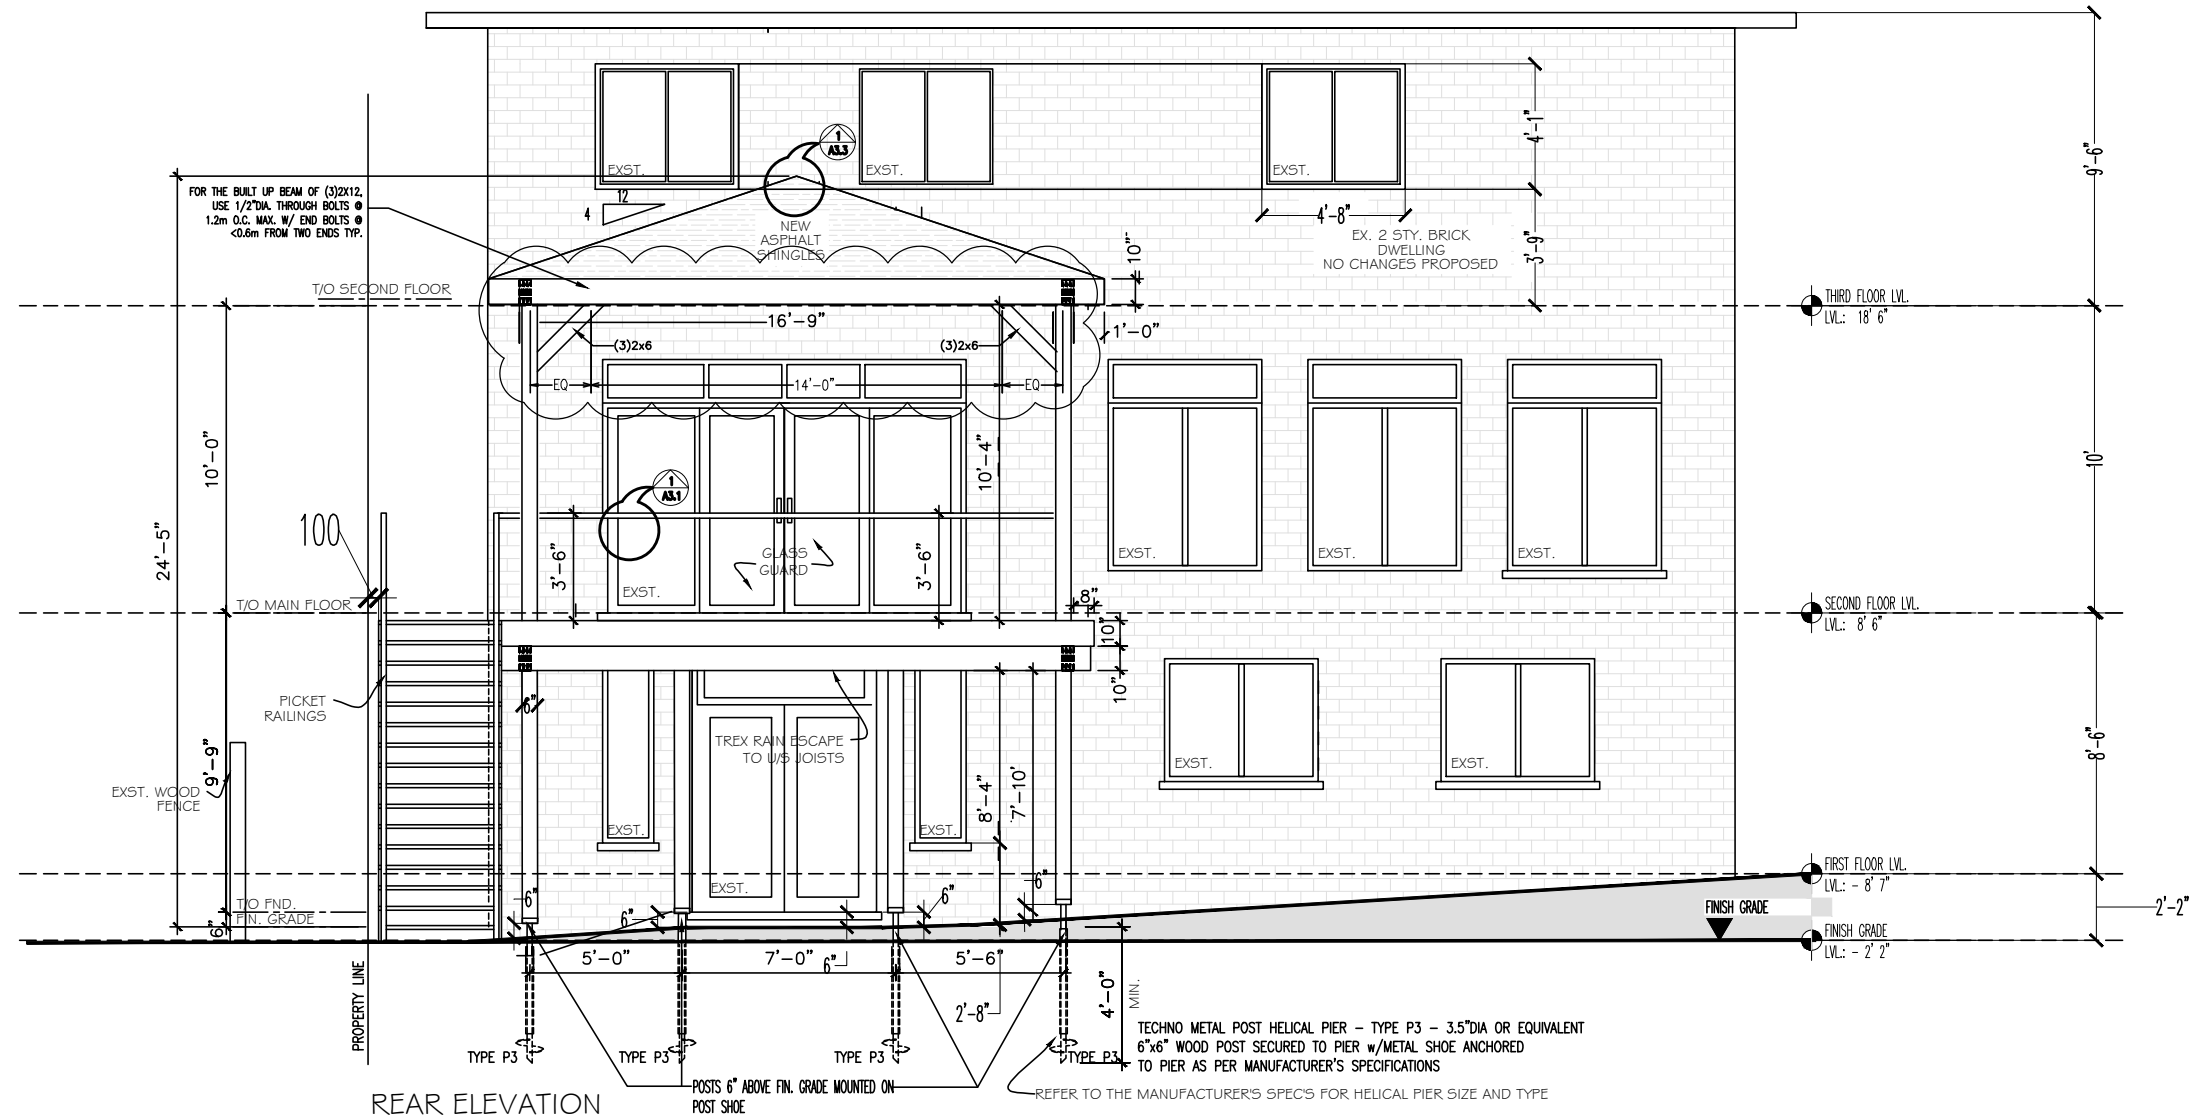 9'-6"
1
A3.3
EXST.
EXST.
EXST.
4'-1"
FOR THE BUILT UP BEAM OF (3)2X12,
USE 1/2"DIA. THROUGH BOLTS @
1.2m O.C. MAX. W/ END BOLTS @
<0.6m FROM TWO ENDS TYP.
12
4
NEW
ASPHALT
SHINGLES
4'-8"
EX. 2 STY. BRICK
DWELLING
NO CHANGES PROPOSED
3'-9"
10"
T/O SECOND FLOOR
THIRD FLOOR LVL.
LVL.: 18' 6"
16'-9"
1'-0"
(3)2x6
(3)2x6
EQ
14'-0"
EQ
10'-0"
10'-4"
10'
1
A3.1
24'-5"
100
3'-6"
GLASS
GUARD
3'-6"
EXST.
EXST.
EXST.
EXST.
8"
T/O MAIN FLOOR
SECOND FLOOR LVL.
LVL.: 8' 6"
10"
10"
PICKET
RAILINGS
6"
TREX RAIN ESCAPE
TO U/S JOISTS
8'-6"
9'-9"
EXST. WOOD
FENCE
8'-4"
7'-10'
EXST.
EXST.
EXST.
EXST.
EXST.
FIRST FLOOR LVL.
LVL.: - 8' 7"
T/O FND.
FIN. GRADE
6"
6"
6"
6"
6"
FINISH GRADE
2'-2"
FINISH GRADE
LVL.: - 2' 2"
5'-0"
7'-0"
6"
5'-6"
2'-8"
4'-0"
MIN.
PROPERTY LINE
TYPE P3
TYPE P3
TYPE P3
TYPE P3
TECHNO METAL POST HELICAL PIER - TYPE P3 - 3.5"DIA OR EQUIVALENT
6"x6" WOOD POST SECURED TO PIER w/METAL SHOE ANCHORED
TO PIER AS PER MANUFACTURER'S SPECIFICATIONS
POSTS 6" ABOVE FIN. GRADE MOUNTED ON
POST SHOE
REFER TO THE MANUFACTURER'S SPEC'S FOR HELICAL PIER SIZE AND TYPE
REAR ELEVATION